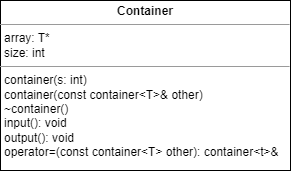 Container
array: T*
size: int
container(s: int)
container(const container<T>& other)
~container()
input(): void
output(): void
operator=(const container<T> other): container<t>&